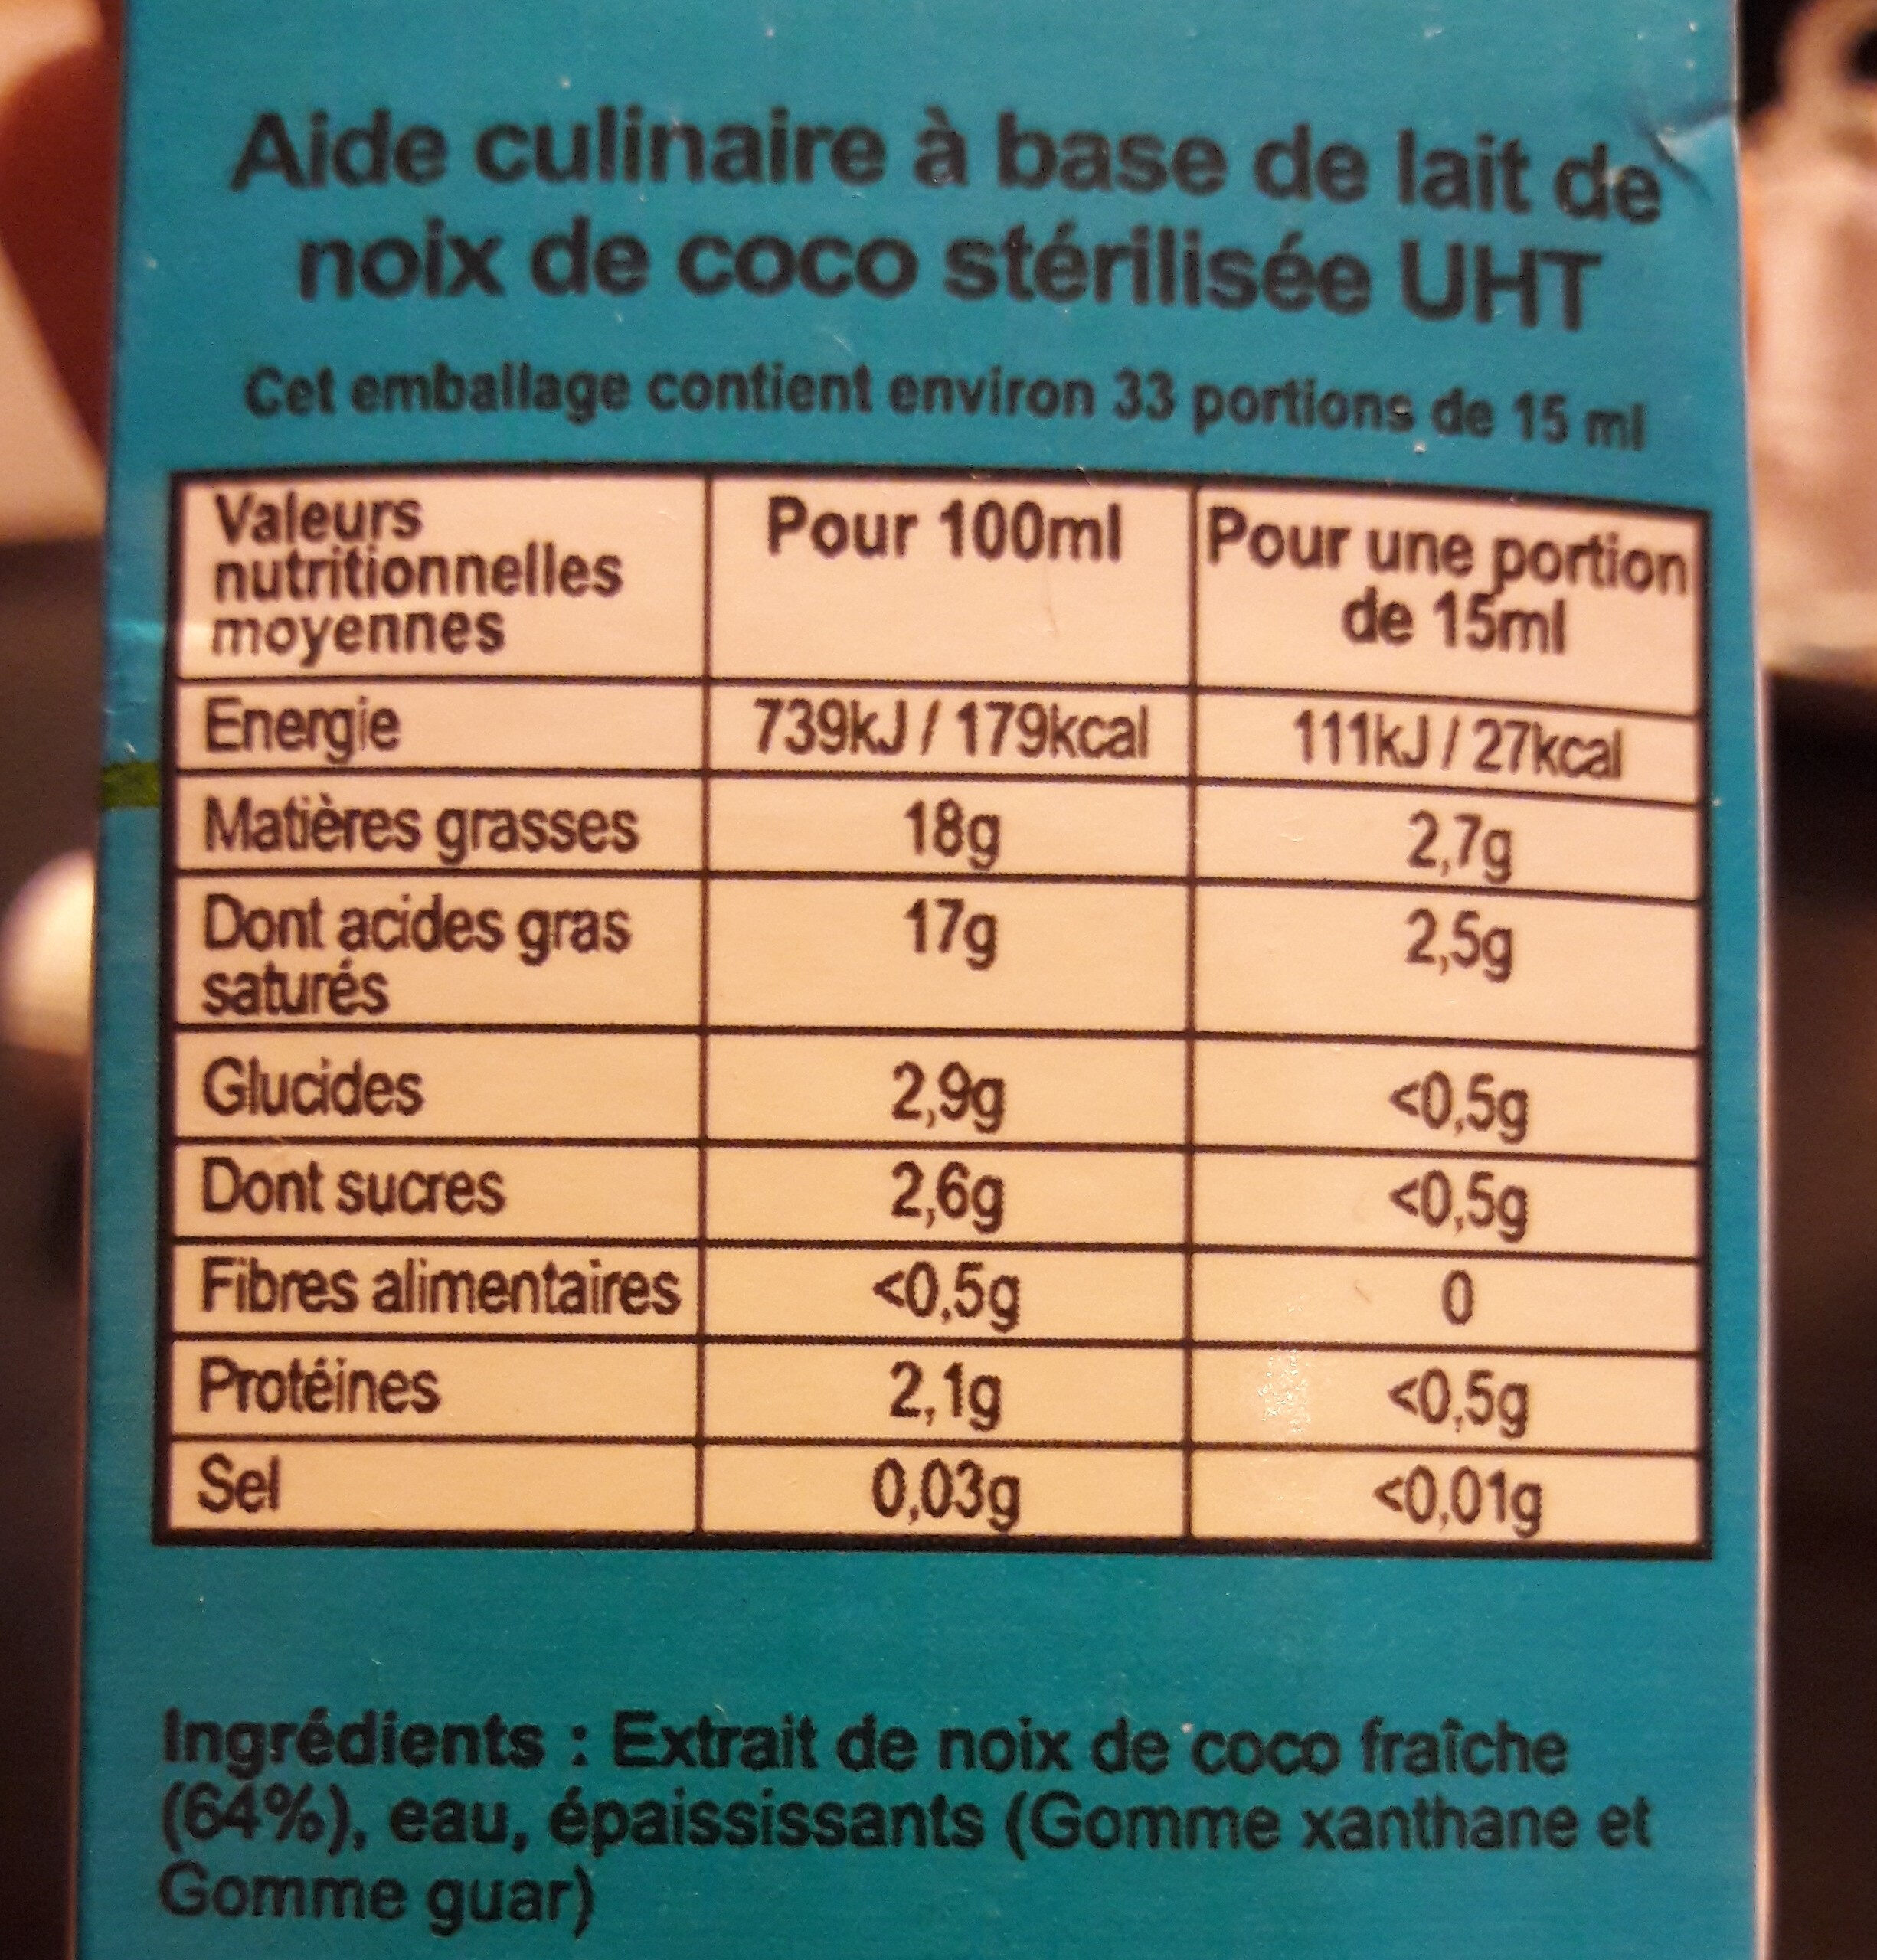 Aide culinaire à base de lait de
noix de coco stérilisée UHT
Cet emballage contient environ 33 portions de 15 ml
Valeurs
nutritionnelles
moyennes
Pour 100ml
Pour une portion
de 15ml
Energie 739kJ / 179kcal 111kJ / 27kcal
Matières grasses 18g 2,7g
Dont acides gras
saturés
17g 2,5g
Glucides 2,9g <0,5g
Dont sucres 2,6g <0,5g
Fibres alimentaires <0,5g 0
Protéines 2,1g <0,5g
Sel 0,03g <0,01g
Ingrédients : Extrait de noix de coco fraîche
(64%), eau, épaississants (Gomme xanthane et
Gomme guar)